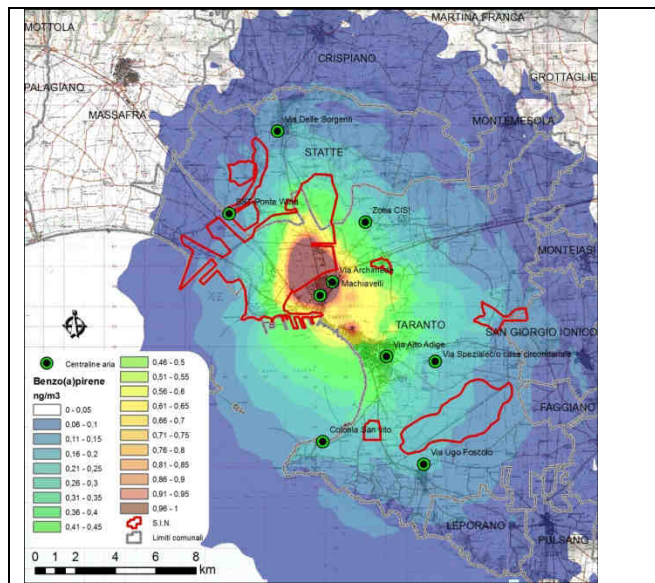 MOTTOLA
MARTINA FRANCA
CRISPIANO
GROTTAGLIE
PALAGIANO
MASSAFRA
MONTEMESOLA
Via Delle Sorgenti
STATTE
SS7 Ponte Wind
Zona CISI
MONTEIASI
Via Archimede
Machiavelli
TARANTO
SAN GIORGIO IONICO
Via Alto Adige
Via Speziale
FAGGIANO
Colonia San Vito
Via Ugo Foscolo
LEPORANO
PULSANO
Centraline aria
Benzo(a)pirene
ng/m3
0 - 0,05
0,06 - 0,1
0,11 - 0,15
0,16 - 0,2
0,21 - 0,25
0,26 - 0,3
0,31 - 0,35
0,36 - 0,4
0,41 - 0,45
0,46 - 0,5
0,51 - 0,55
0,56 - 0,6
0,61 - 0,65
0,66 - 0,7
0,71 - 0,75
0,76 - 0,8
0,81 - 0,85
0,86 - 0,9
0,91 - 0,95
0,96 - 1
S.I.N.
Limiti comunali
0 1 2 4 6 8
km